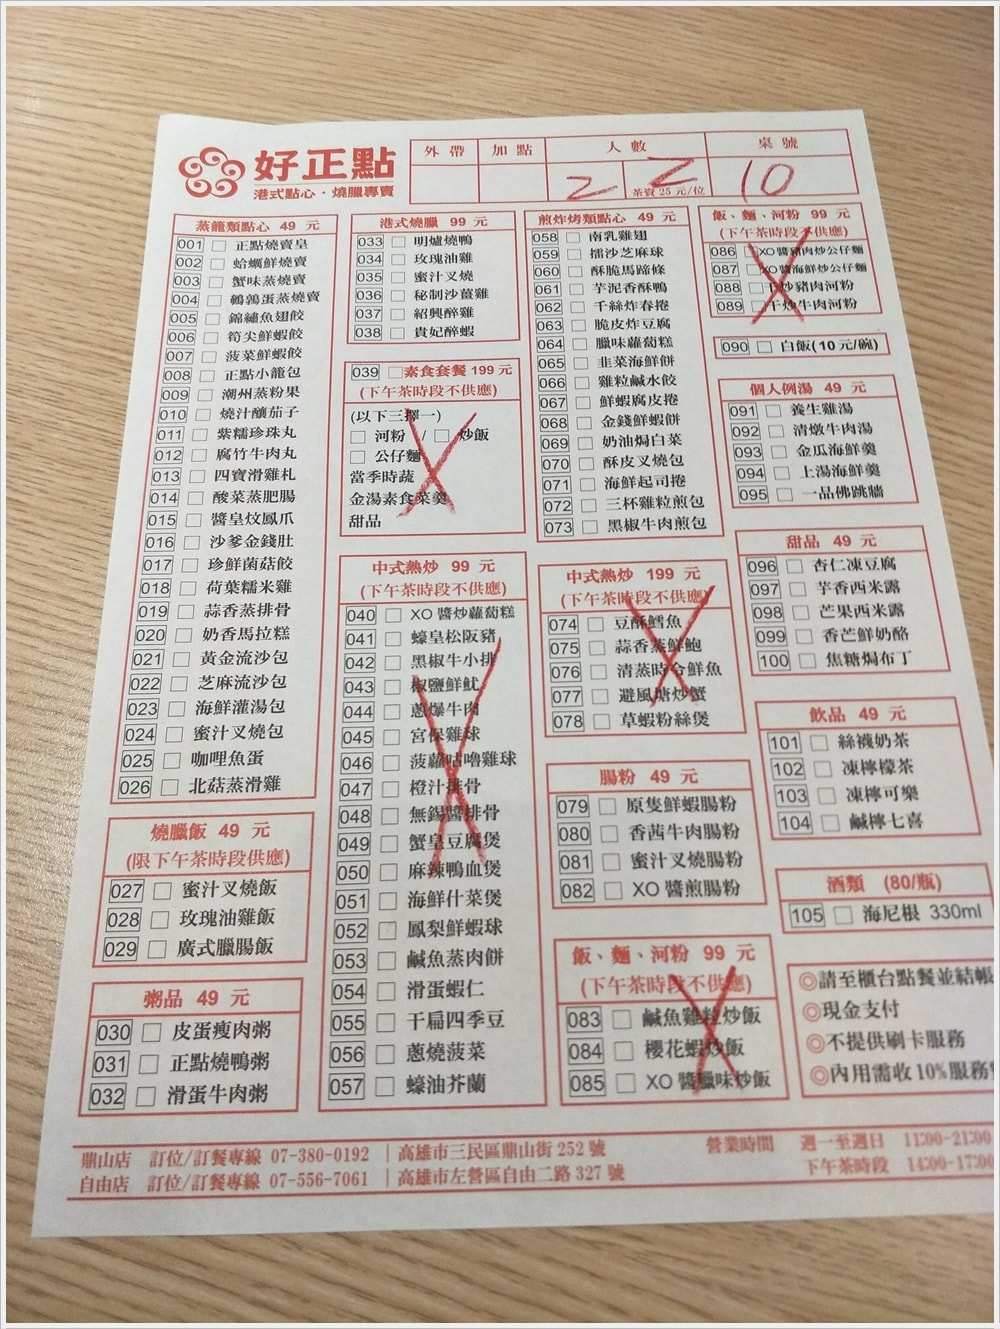 好正點
港式點心・燒臘專賣
外帶 加點 人數 桌號
2 2 10
茶資 25 元/位
蒸籠類點心 49 元
001 正點燒賣皇
002 蛤蠣鮮燒賣
003 蟹味蒸燒賣
004 鵪鶉蛋蒸燒賣
005 錦繡魚翅餃
006 筍尖鮮蝦餃
007 菠菜鮮蝦餃
008 正點小籠包
009 潮州蒸粉果
010 燒汁釀茄子
011 紫糯珍珠丸
012 腐竹牛肉丸
013 四寶滑雞札
014 酸菜蒸肥腸
015 醬皇炆鳳爪
016 沙爹金錢肚
017 珍鮮菌菇餃
018 荷葉糯米雞
019 蒜香蒸排骨
020 奶香馬拉糕
021 黃金流沙包
022 芝麻流沙包
023 海鮮灌湯包
024 蜜汁叉燒包
025 咖哩魚蛋
026 北菇蒸滑雞
燒臘飯 49 元
(限下午茶時段供應)
027 蜜汁叉燒飯
028 玫瑰油雞飯
029 廣式臘腸飯
粥品 49 元
030 皮蛋瘦肉粥
031 正點燒鴨粥
032 滑蛋牛肉粥
港式燒臘 99 元
033 明爐燒鴨
034 玫瑰油雞
035 蜜汁叉燒
036 秘制沙薑雞
037 紹興醉雞
038 貴妃醉蝦
039 素食套餐 199 元
(下午茶時段不供應)
(以下三擇一)
河粉 / 炒飯
公仔麵
當季時蔬
金湯素食菜羹
甜品
中式熱炒 99 元
(下午茶時段不供應)
040 XO 醬炒蘿蔔糕
041 蠔皇松阪豬
042 黑椒牛小排
043 椒鹽鮮魷
044 蔥爆牛肉
045 宮保雞球
046 菠蘿咕嚕雞球
047 橙汁排骨
048 無錫醬排骨
049 蟹皇豆腐煲
050 麻辣鴨血煲
051 海鮮什菜煲
052 鳳梨鮮蝦球
053 鹹魚蒸肉餅
054 滑蛋蝦仁
055 干扁四季豆
056 蔥燒菠菜
057 蠔油芥蘭
煎炸烤類點心 49 元
058 南乳雞翅
059 擂沙芝麻球
060 酥脆馬蹄條
061 芋泥香酥鴨
062 千絲炸春捲
063 脆皮炸豆腐
064 臘味蘿蔔糕
065 韭菜海鮮餅
066 雞粒鹹水餃
067 鮮蝦腐皮捲
068 金錢鮮蝦餅
069 奶油焗白菜
070 酥皮叉燒包
071 海鮮起司捲
072 三杯雞粒煎包
073 黑椒牛肉煎包
中式熱炒 199 元
(下午茶時段不供應)
074 豆酥鱈魚
075 蒜香蒸鮮鮑
076 清蒸時令鮮魚
077 避風塘炒蟹
078 草蝦粉絲煲
腸粉 49 元
079 原隻鮮蝦腸粉
080 香茜牛肉腸粉
081 蜜汁叉燒腸粉
082 XO 醬煎腸粉
飯、麵、河粉 99 元
(下午茶時段不供應)
083 鹹魚雞粒炒飯
084 櫻花蝦炒飯
085 XO 醬臘味炒飯
飯、麵、河粉 99 元
(下午茶時段不供應)
086 XO醬豬肉炒公仔麵
087 XO醬海鮮炒公仔麵
088 干炒豬肉河粉
089 干炒牛肉河粉
090 白飯(10元/碗)
個人例湯 49 元
091 養生雞湯
092 清燉牛肉湯
093 金瓜海鮮羹
094 上湯海鮮羹
095 一品佛跳牆
甜品 49 元
096 杏仁凍豆腐
097 芋香西米露
098 芒果西米露
099 香芒鮮奶酪
100 焦糖焗布丁
飲品 49 元
101 絲襪奶茶
102 凍檸檬茶
103 凍檸可樂
104 鹹檸七喜
酒類 (80/瓶)
105 海尼根 330ml
◎請至櫃台點餐並結帳
◎現金支付
◎不提供刷卡服務
◎內用需收10%服務
鼎山店 訂位/訂餐專線 07-380-0192 | 高雄市三民區鼎山街 252 號 營業時間 週一至週日 11:00-21:00
自由店 訂位/訂餐專線 07-556-7061 | 高雄市左營區自由二路 327 號 下午茶時段 14:00-17:00